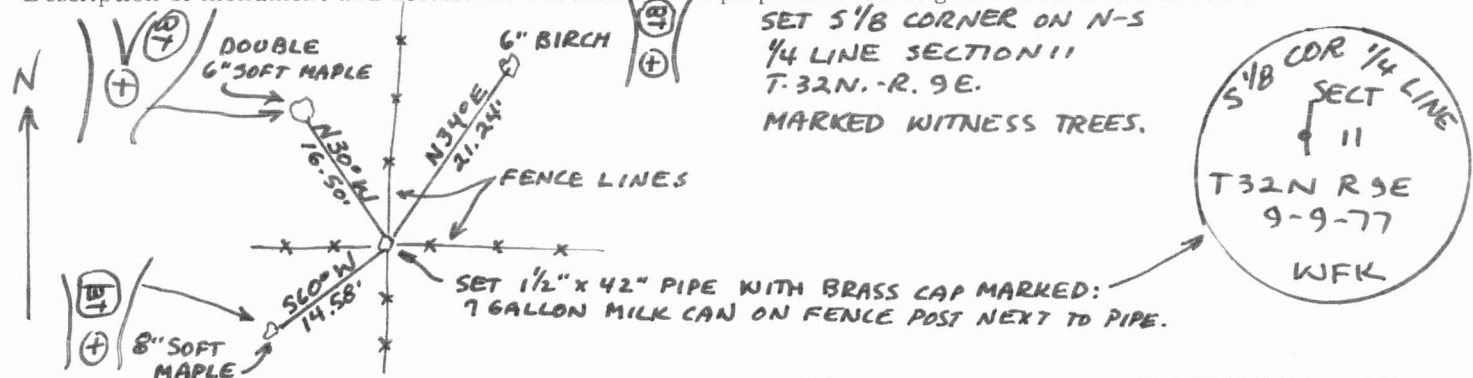 N
DOUBLE
6" SOFT MAPLE
6" BIRCH
SET S 1/8 CORNER ON N-S
1/4 LINE SECTION 11
T. 32N. - R. 9E.
MARKED WITNESS TREES.
N30°W
16.50'
N34°E
21.24'
FENCE LINES
S60°W
14.58'
8" SOFT
MAPLE
SET 1 1/2" x 42" PIPE WITH BRASS CAP MARKED:
7 GALLON MILK CAN ON FENCE POST NEXT TO PIPE.
S 1/8 COR 1/4 LINE
SECT
11
T32N R9E
9-9-77
WFK